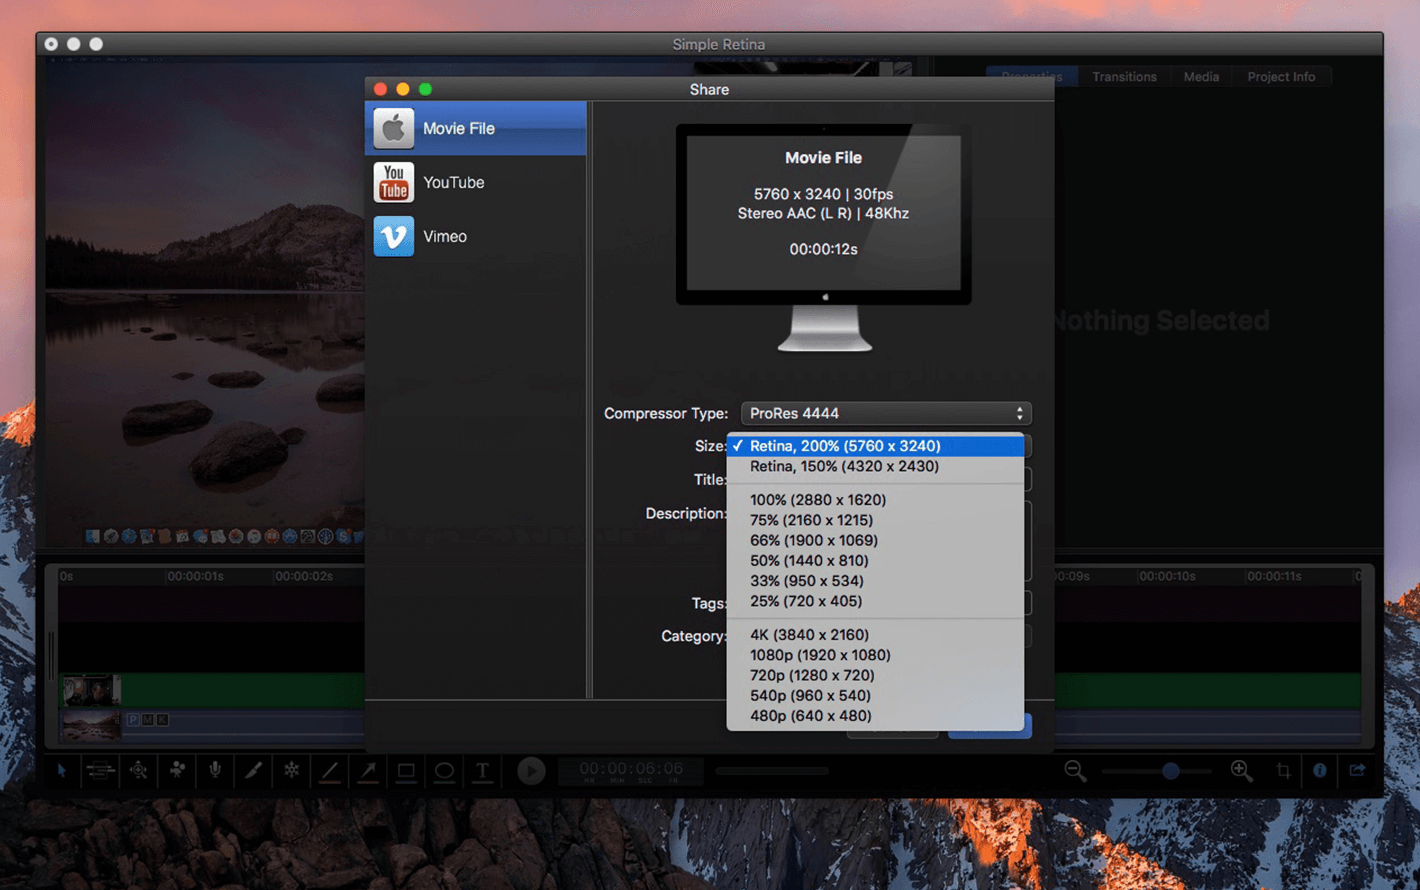 Simple Retina
Properties
Transitions
Media
Project Info
Share
Movie File
You
Tube
YouTube
Vimeo
Movie File
5760 x 3240 | 30fps
Stereo AAC (L R) | 48Khz
00:00:12s
Nothing Selected
Compressor Type:
ProRes 4444
Size:
✓ Retina, 200% (5760 x 3240)
Retina, 150% (4320 x 2430)
Title:
100% (2880 x 1620)
Description:
75% (2160 x 1215)
66% (1900 x 1069)
50% (1440 x 810)
33% (950 x 534)
25% (720 x 405)
Tags:
4K (3840 x 2160)
Category:
1080p (1920 x 1080)
720p (1280 x 720)
540p (960 x 540)
480p (640 x 480)
0s
00:00:01s
00:00:02s
00:09s
00:00:10s
00:00:11s
P M K
T
00:00:06:06
HR MIN SEC FR